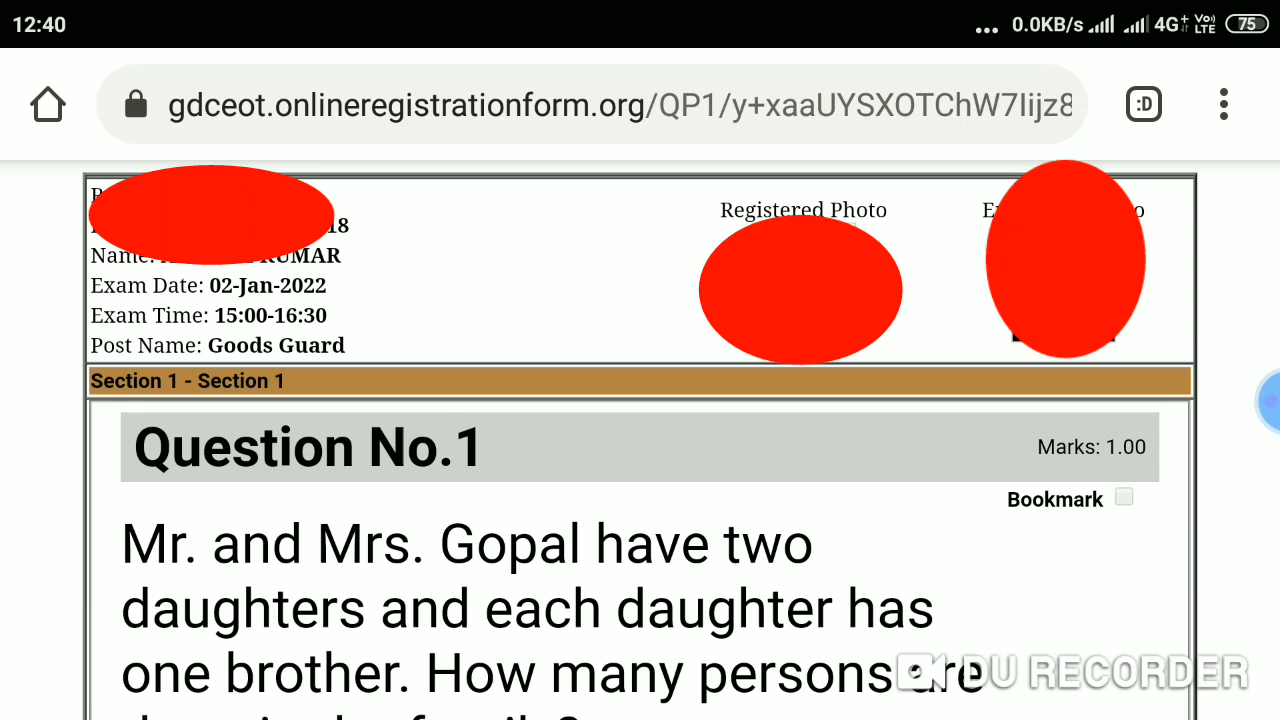 12:40
... 0.0KB/s 4G+ Vo) LTE 75
gdceot.onlineregistrationform.org/QP1/y+xaaUYSXOTChW7Iijz8
:D
18
Name: KUMAR
Registered Photo
Exam Date: 02-Jan-2022
Exam Time: 15:00-16:30
Post Name: Goods Guard
Section 1 - Section 1
Question No.1
Marks: 1.00
Bookmark
Mr. and Mrs. Gopal have two
daughters and each daughter has
one brother. How many persons are
DU RECORDER